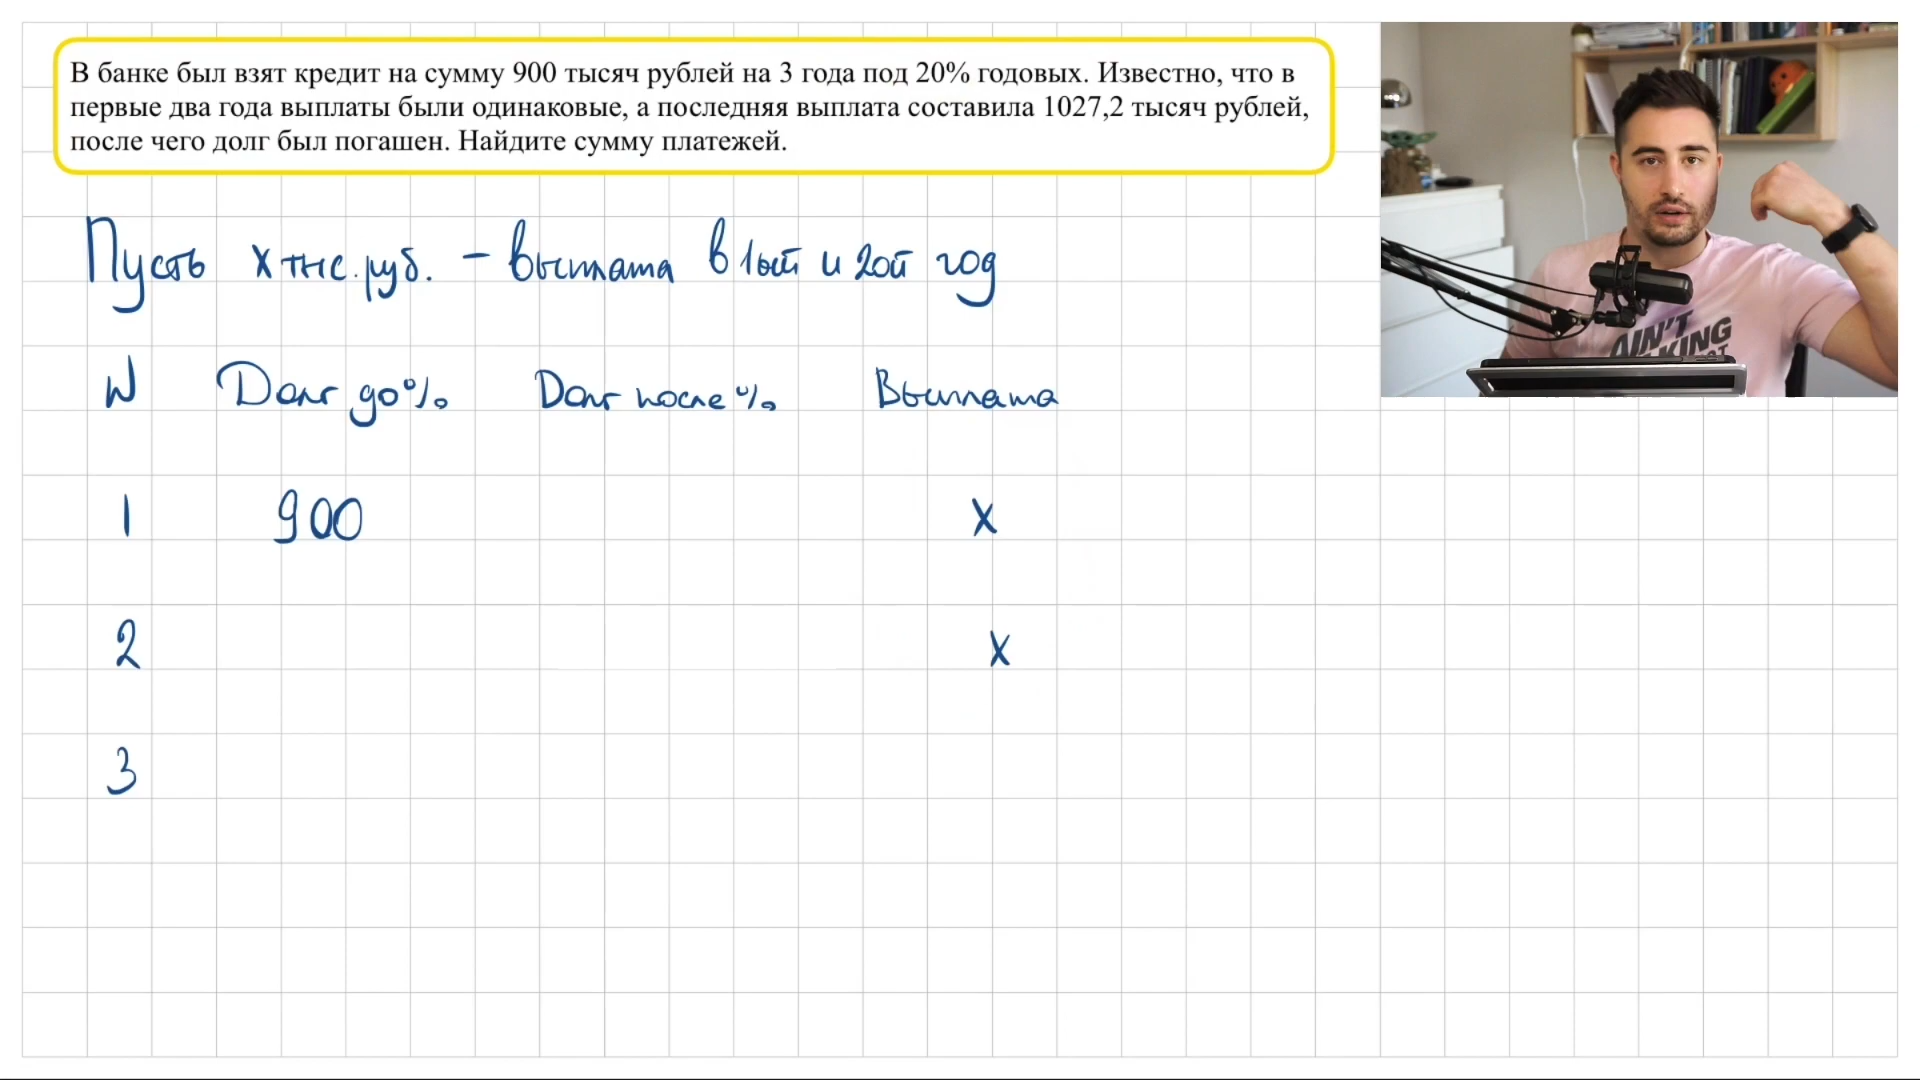 В банке был взят кредит на сумму 900 тысяч рублей на 3 года под 20% годовых. Известно, что в
первые два года выплаты были одинаковые, а последняя выплата составила 1027,2 тысяч рублей,
после чего долг был погашен. Найдите сумму платежей.
Пусть x тыс. руб. – выплата в 1ый и 2ой год
N Долг до % Долг после % Выплата
1 900 x
2 x
3
AIN'T